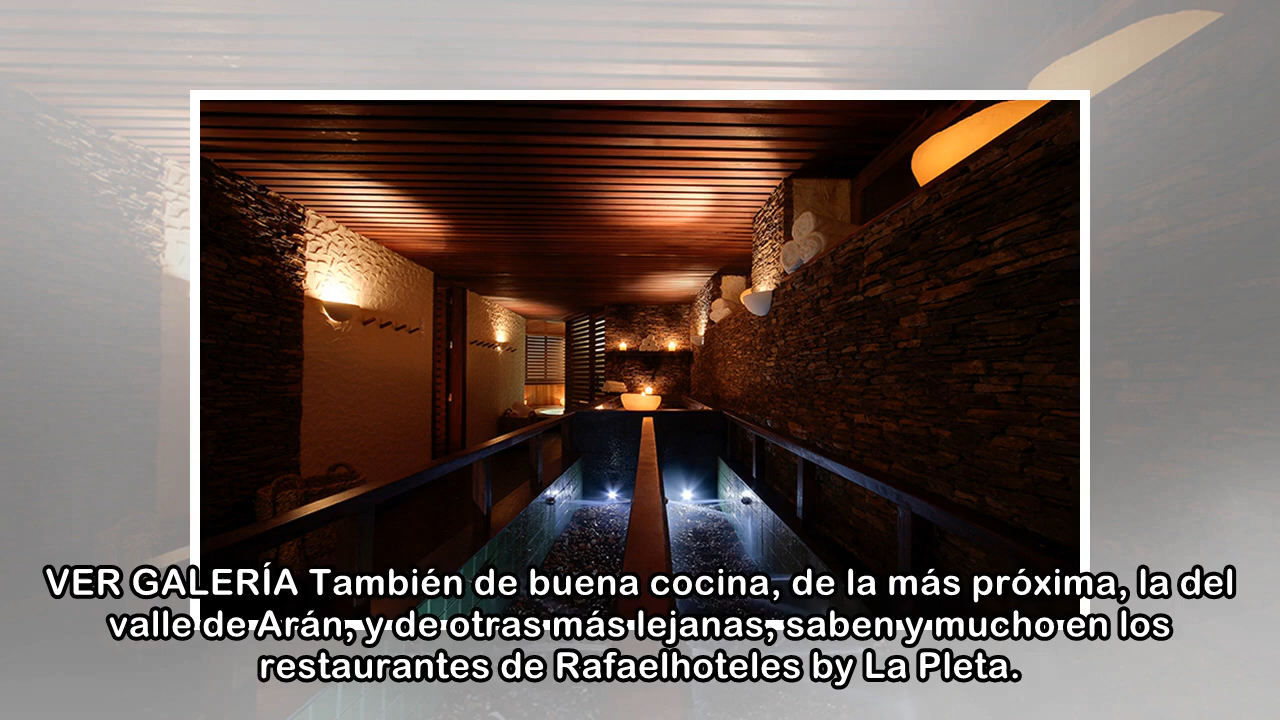 VER GALERÍA También de buena cocina, de la más próxima, la del
valle de Arán, y de otras más lejanas, saben y mucho en los
restaurantes de Rafaelhoteles by La Pleta.